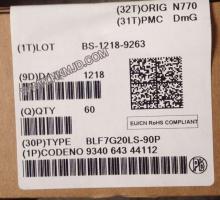 (32T)ORIG N770
(31T)PMC DmG
(1T)LOT BS-1218-9263
(9D)DA 1218
(Q)QTY 60
EU/CN RoHS COMPLIANT
(30P)TYPE BLF7G20LS-90P
(1P)CODENO 9340 643 44112